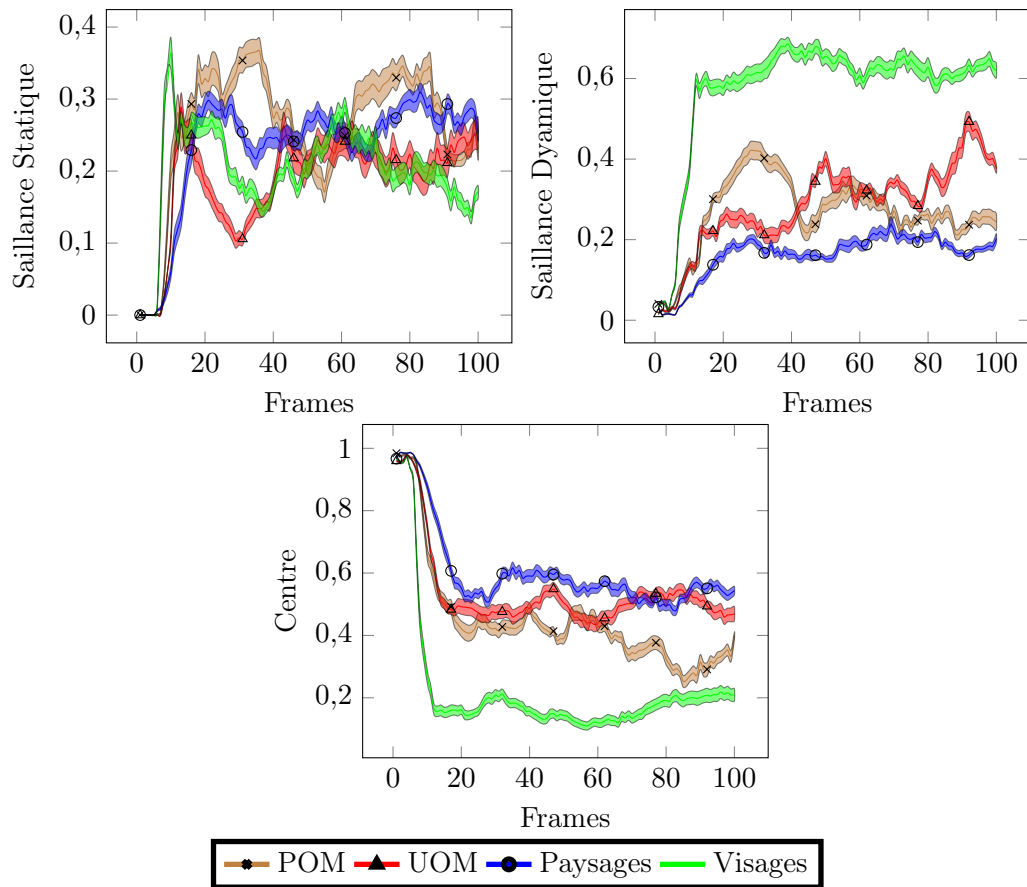 0,4
0,3
0,2
0,1
0
Saillance Statique
0 20 40 60 80 100
Frames
0,6
0,4
0,2
0
Saillance Dyamique
0 20 40 60 80 100
Frames
1
0,8
0,6
0,4
0,2
Centre
0 20 40 60 80 100
Frames
POM UOM Paysages Visages